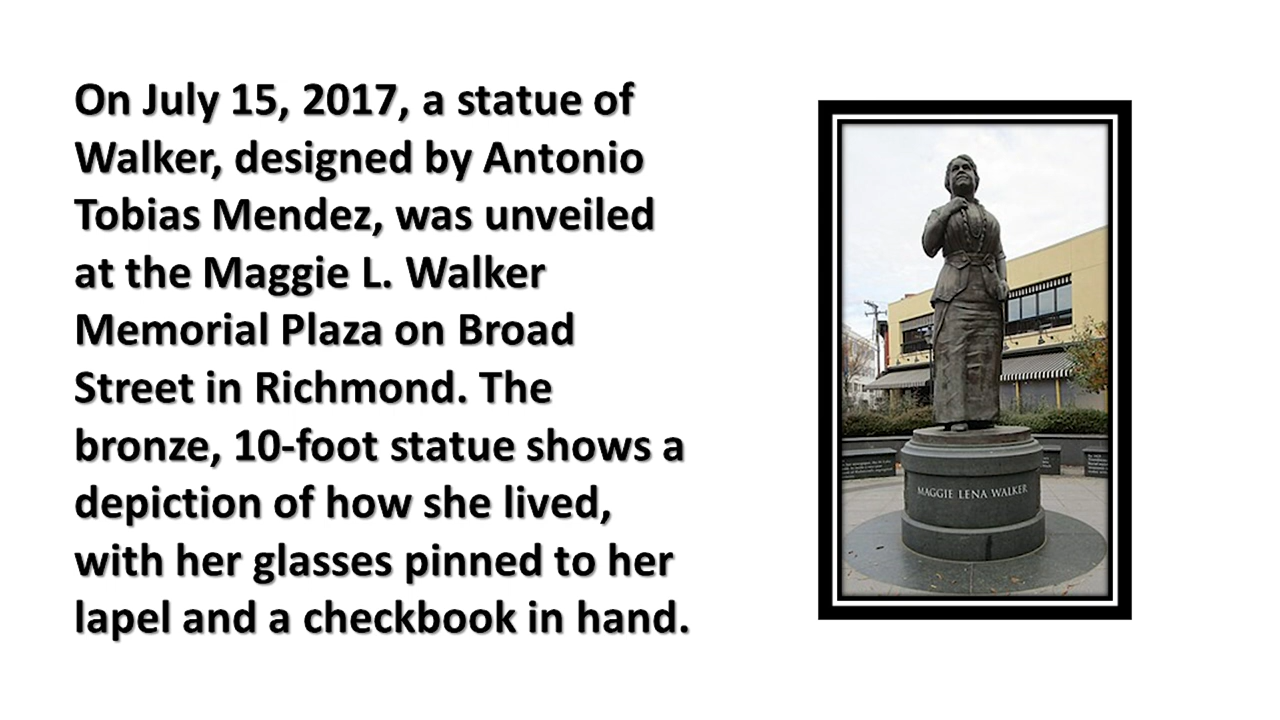 On July 15, 2017, a statue of
Walker, designed by Antonio
Tobias Mendez, was unveiled
at the Maggie L. Walker
Memorial Plaza on Broad
Street in Richmond. The
bronze, 10-foot statue shows a
depiction of how she lived,
with her glasses pinned to her
lapel and a checkbook in hand.
MAGGIE LENA WALKER